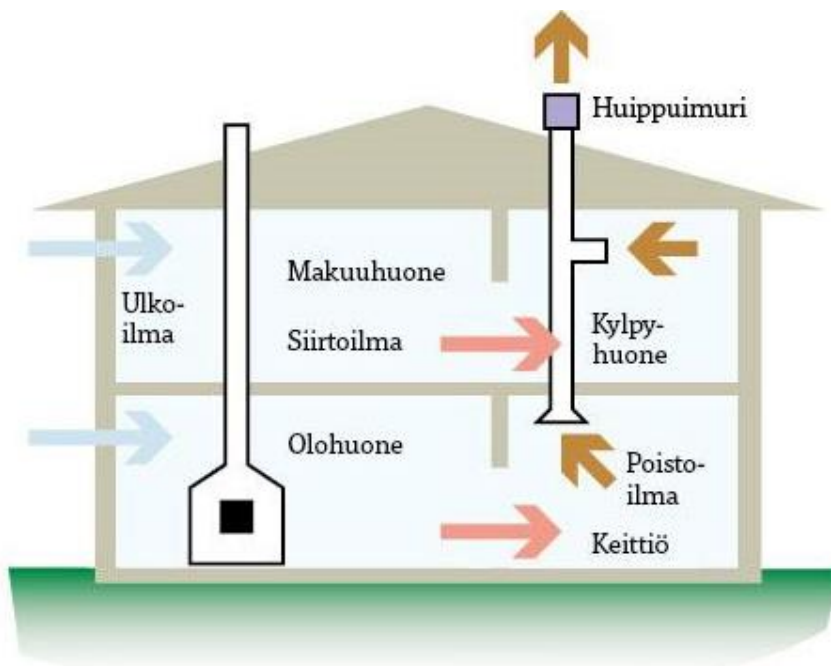 Huippuimuri
Makuuhuone
Ulko-
ilma
Siirtoilma
Kylpy-
huone
Olohuone
Poisto-
ilma
Keittiö